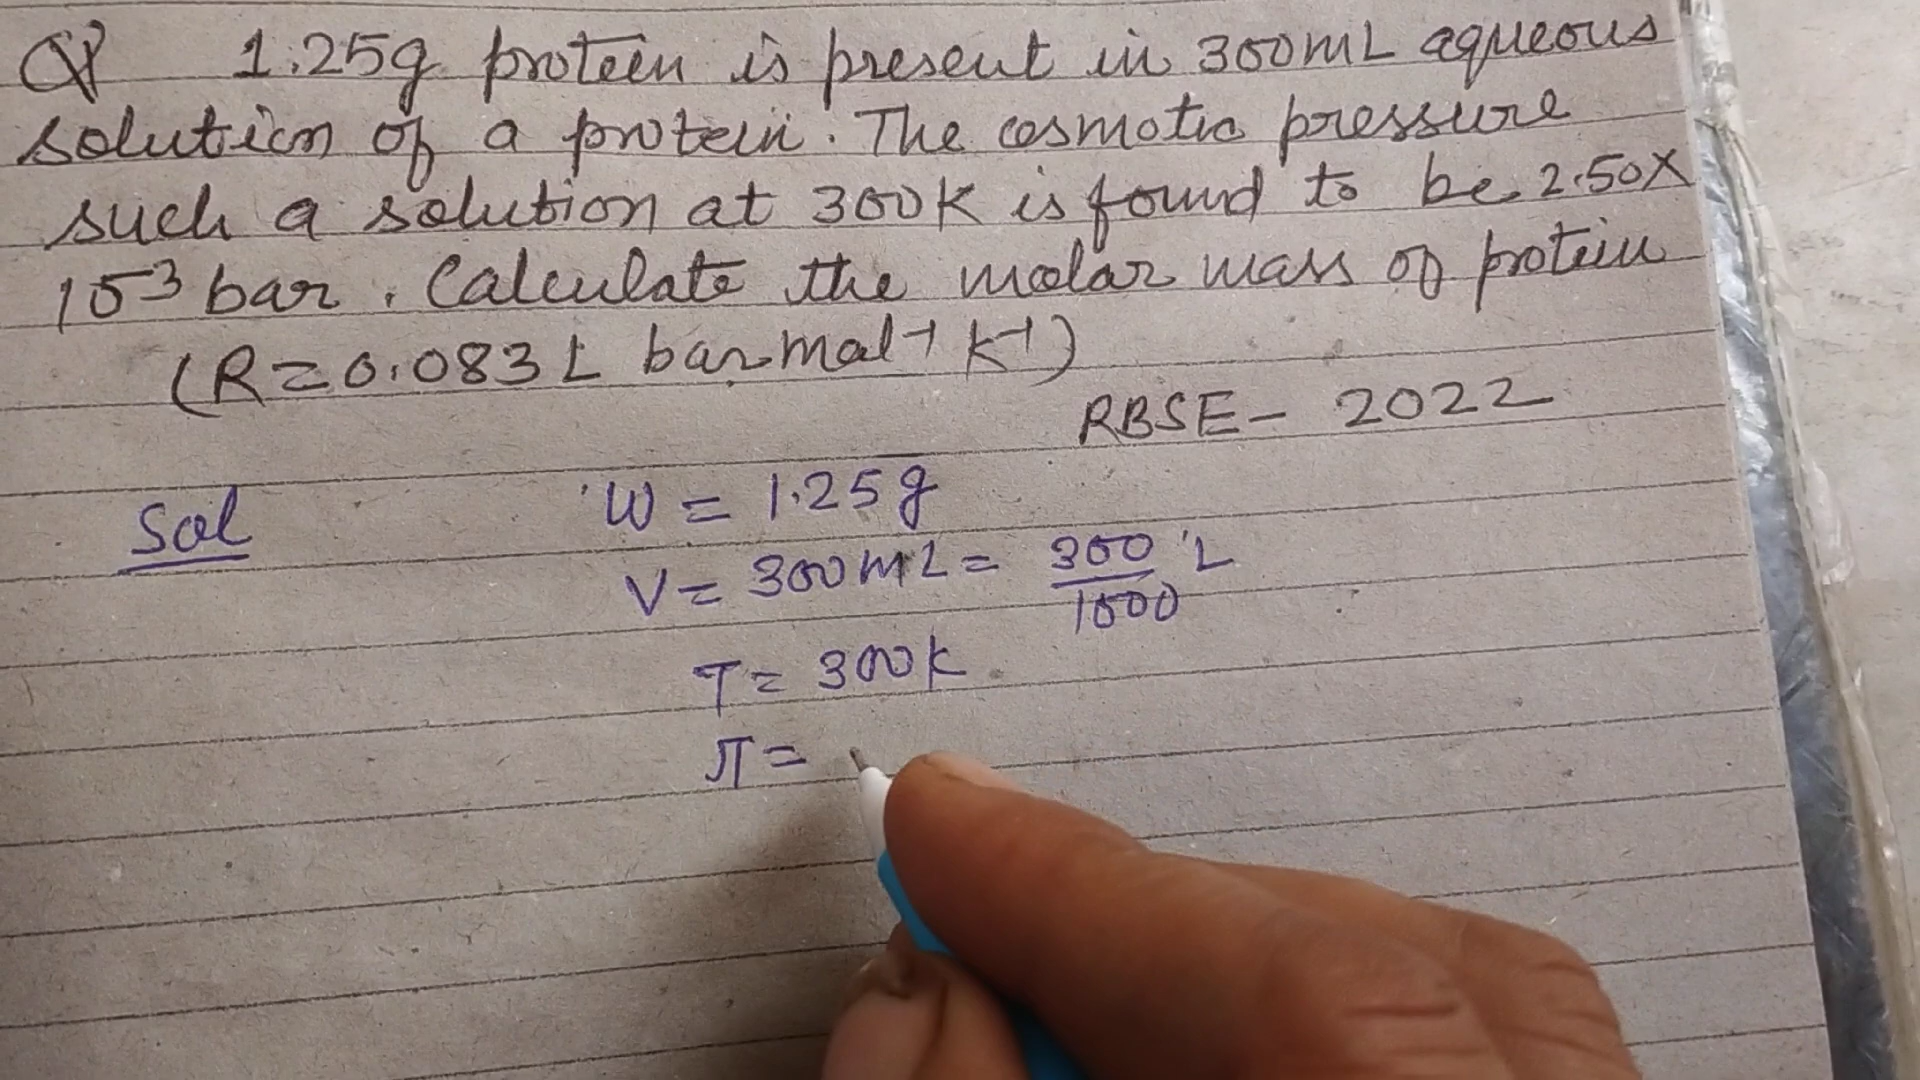 Q 1.25g protein is present in 300mL aqueous
solution of a protein. The osmotic pressure
such a solution at 300K is found to be 2.50X
10-3 bar. Calculate the molar mass of protein
(R=0.083 L bar mol-1 K-1)
RBSE- 2022
Sol W = 1.25g
V = 300mL = 300/1000 L
T = 300K
π =